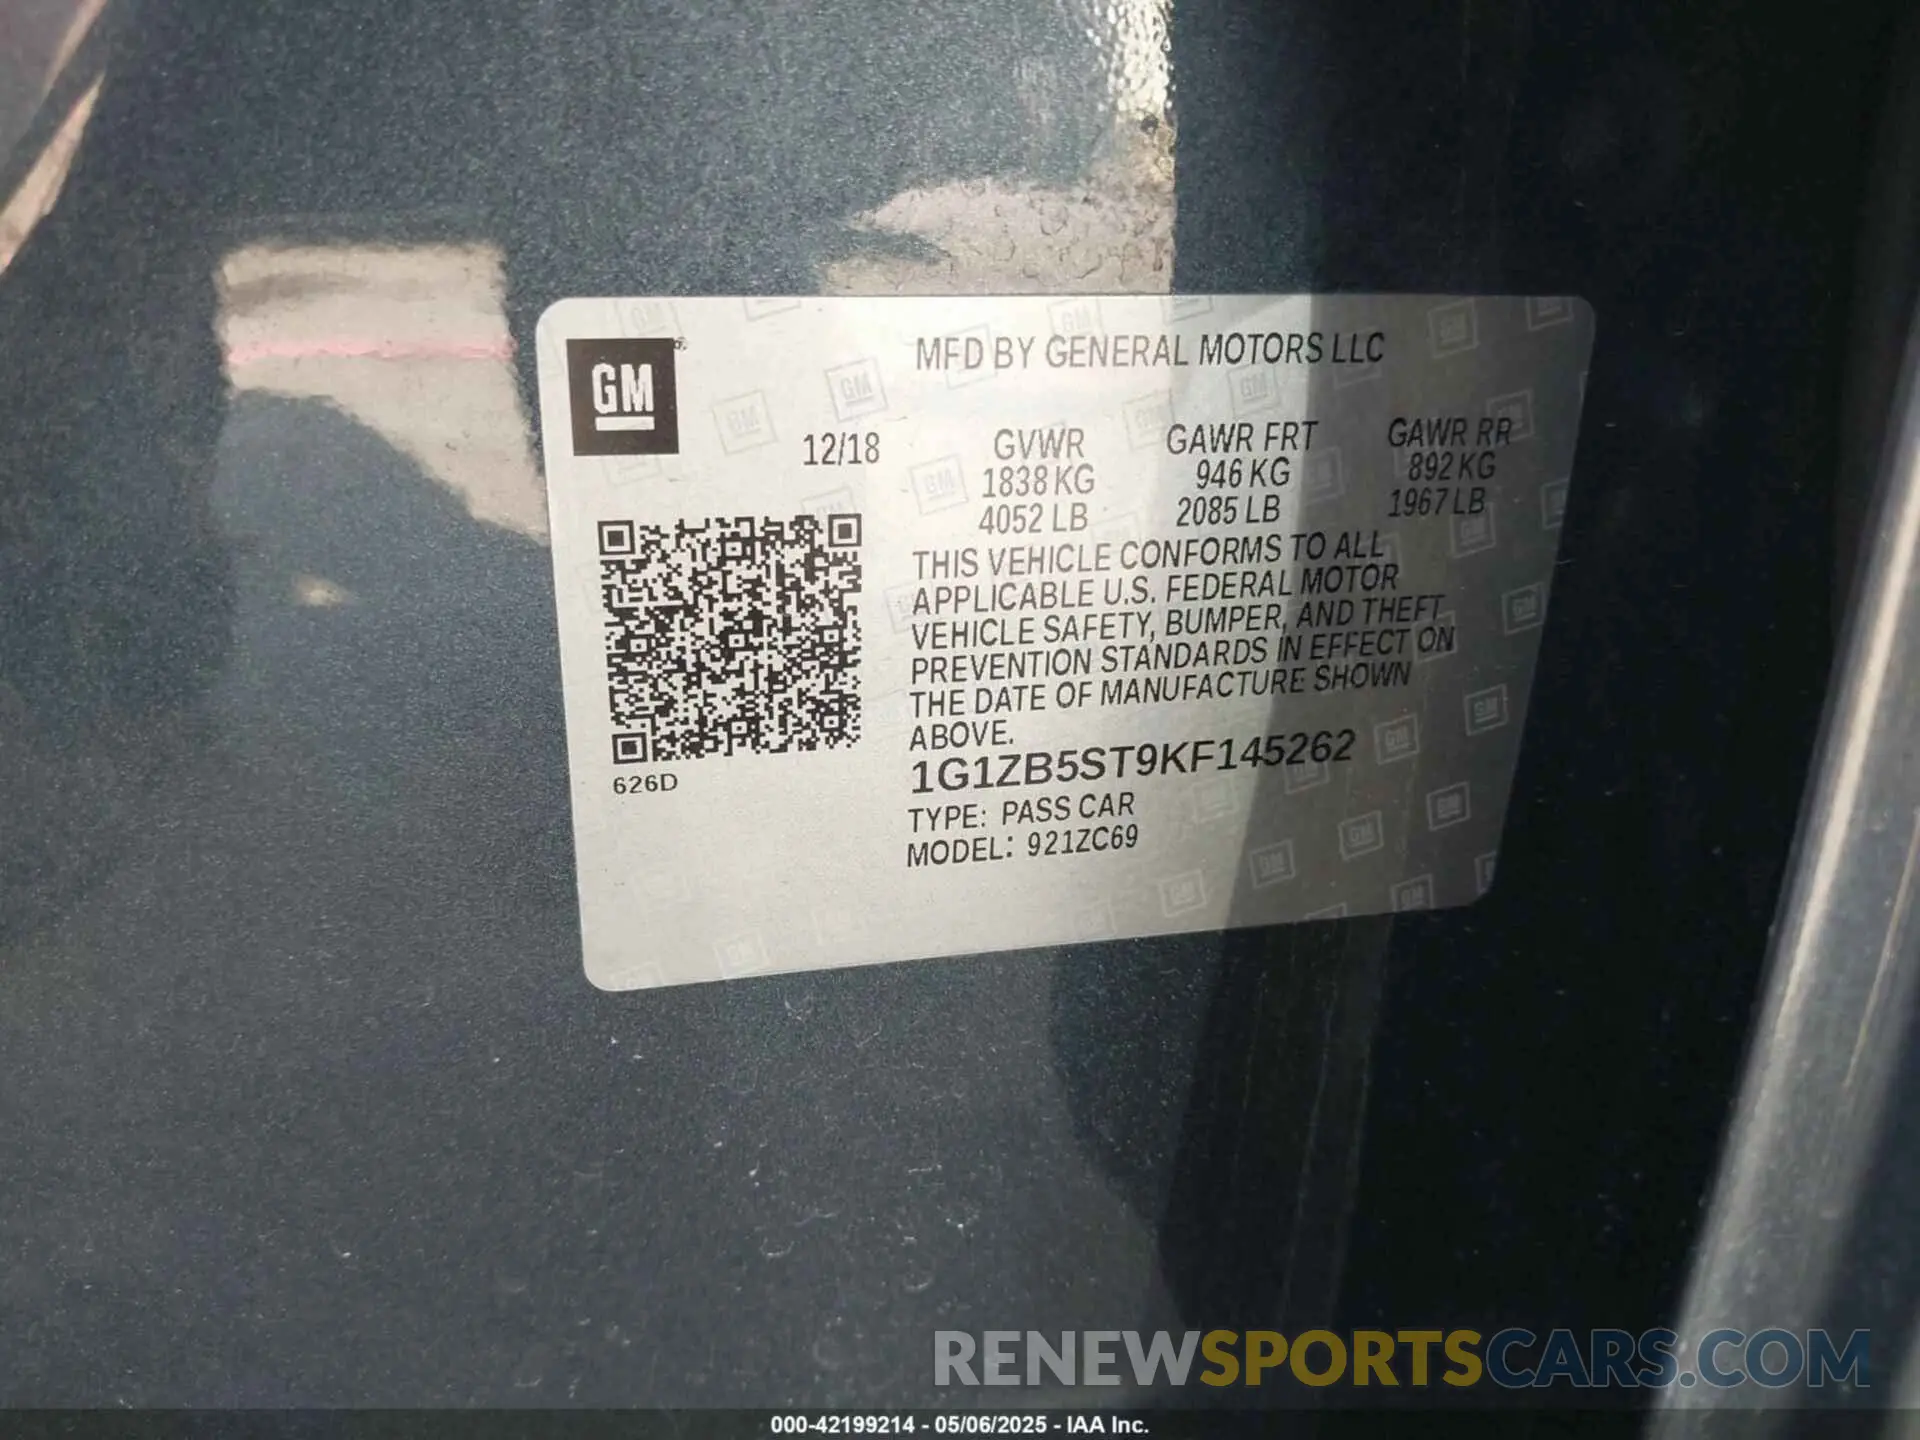 GM
MFD BY GENERAL MOTORS LLC
12/18
GVWR GAWR FRT GAWR RR
1838 KG 946 KG 892 KG
4052 LB 2085 LB 1967 LB
THIS VEHICLE CONFORMS TO ALL
APPLICABLE U.S. FEDERAL MOTOR
VEHICLE SAFETY, BUMPER, AND THEFT
PREVENTION STANDARDS IN EFFECT ON
THE DATE OF MANUFACTURE SHOWN
ABOVE.
1G1ZB5ST9KF145262
626D
TYPE: PASS CAR
MODEL: 921ZC69
RENEWSPORTSCARS.COM
000-42199214 - 05/06/2025 - IAA Inc.